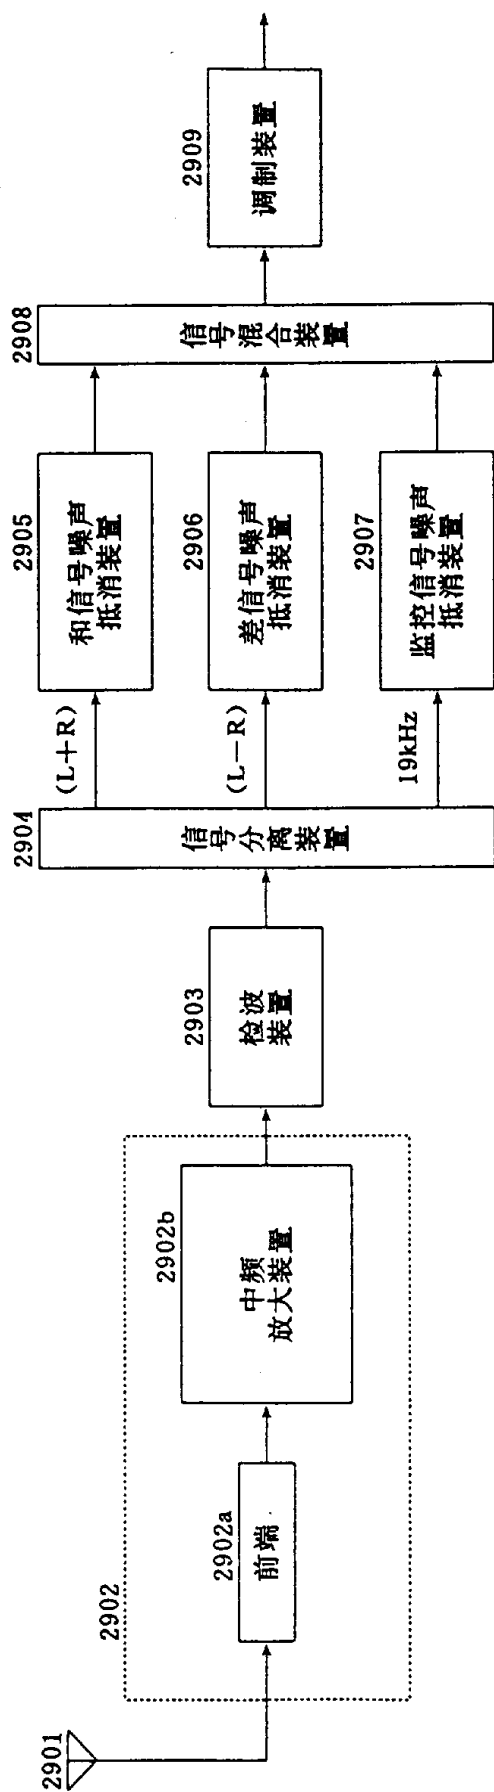 2901
2902
2902a
前端
2902b
中频
放大装置
2903
检波
装置
2904
信号分离装置
(L+R)
(L−R)
19kHz
2905
和信号噪声
抵消装置
2906
差信号噪声
抵消装置
2907
监控信号噪声
抵消装置
2908
信号混合装置
2909
调制装置